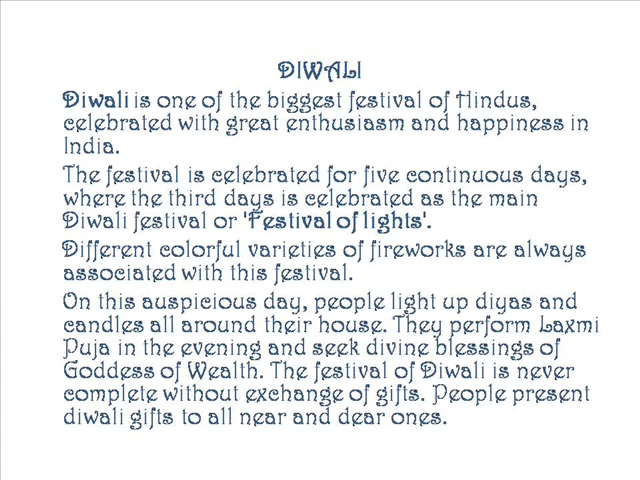 DIWALI
Diwali is one of the biggest festival of Hindus,
celebrated with great enthusiasm and happiness in
India.
The festival is celebrated for five continuous days,
where the third days is celebrated as the main
Diwali festival or 'Festival of lights'.
Different colorful varieties of fireworks are always
associated with this festival.
On this auspicious day, people light up diyas and
candles all around their house. They perform Laxmi
Puja in the evening and seek divine blessings of
Goddess of Wealth. The festival of Diwali is never
complete without exchange of gifts. People present
diwali gifts to all near and dear ones.